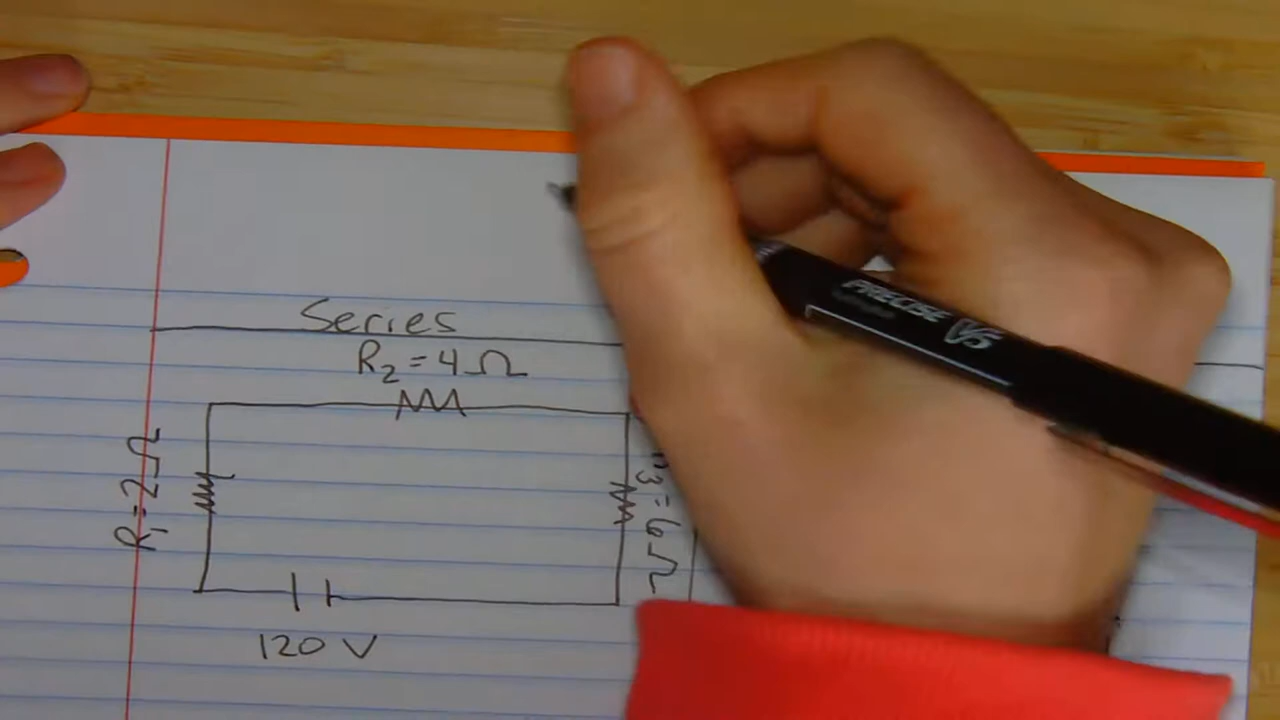 Series
R₂ = 4 Ω
R₁ = 2 Ω
3 = 6 Ω
120 V
PRECISE V5